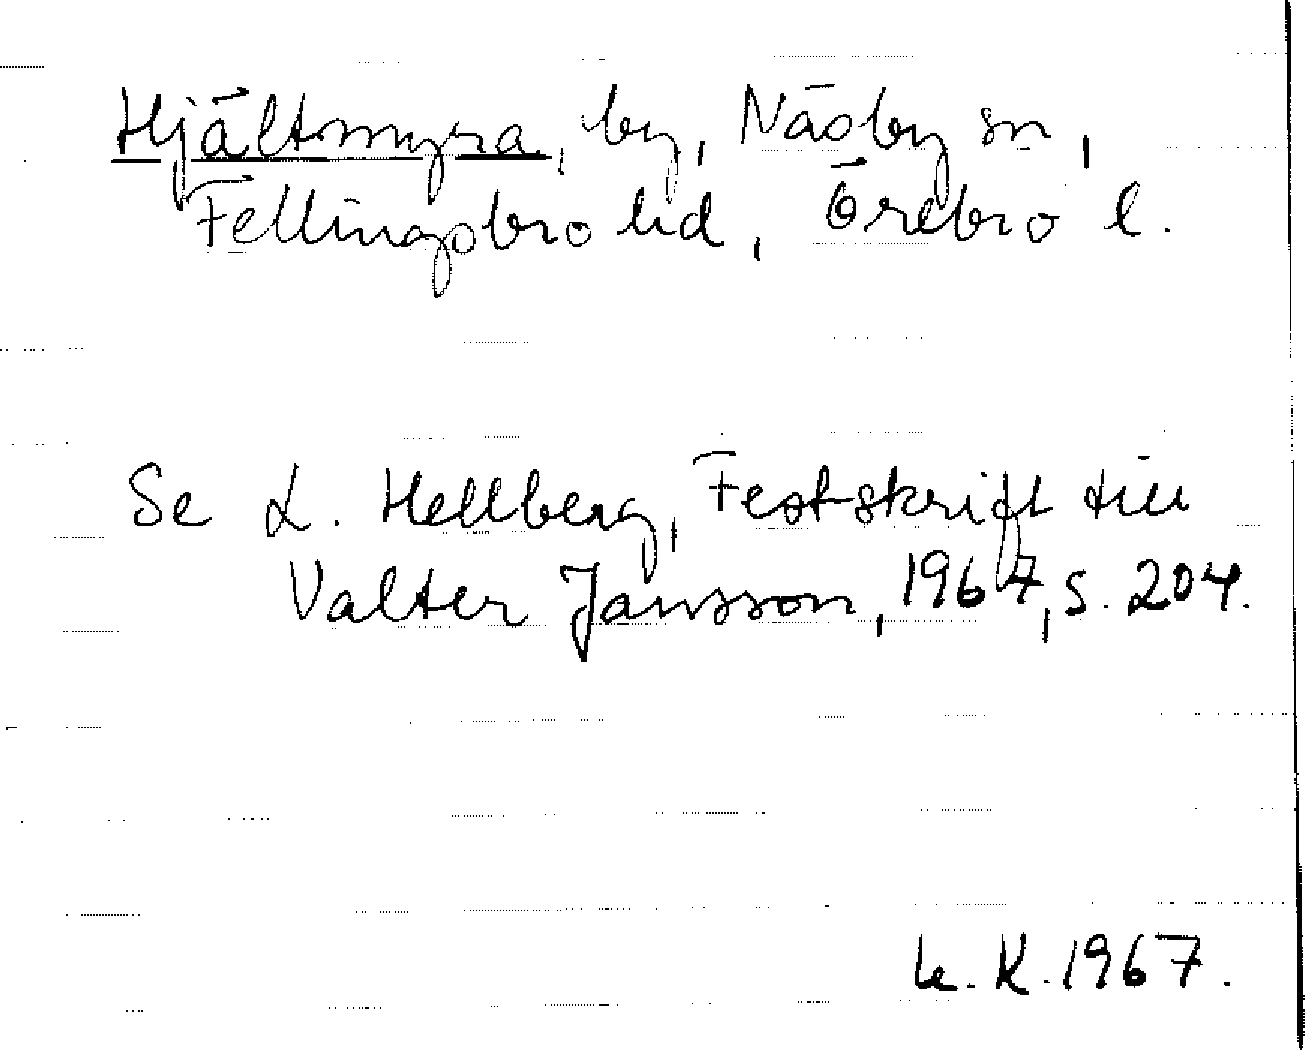 Hjältmyra, by, Näsby sn,
Fellingsbro hd, Örebro l.
Se L. Hellberg, Festskrift till
Valter Jansson, 1967, s. 204.
K. 1967.